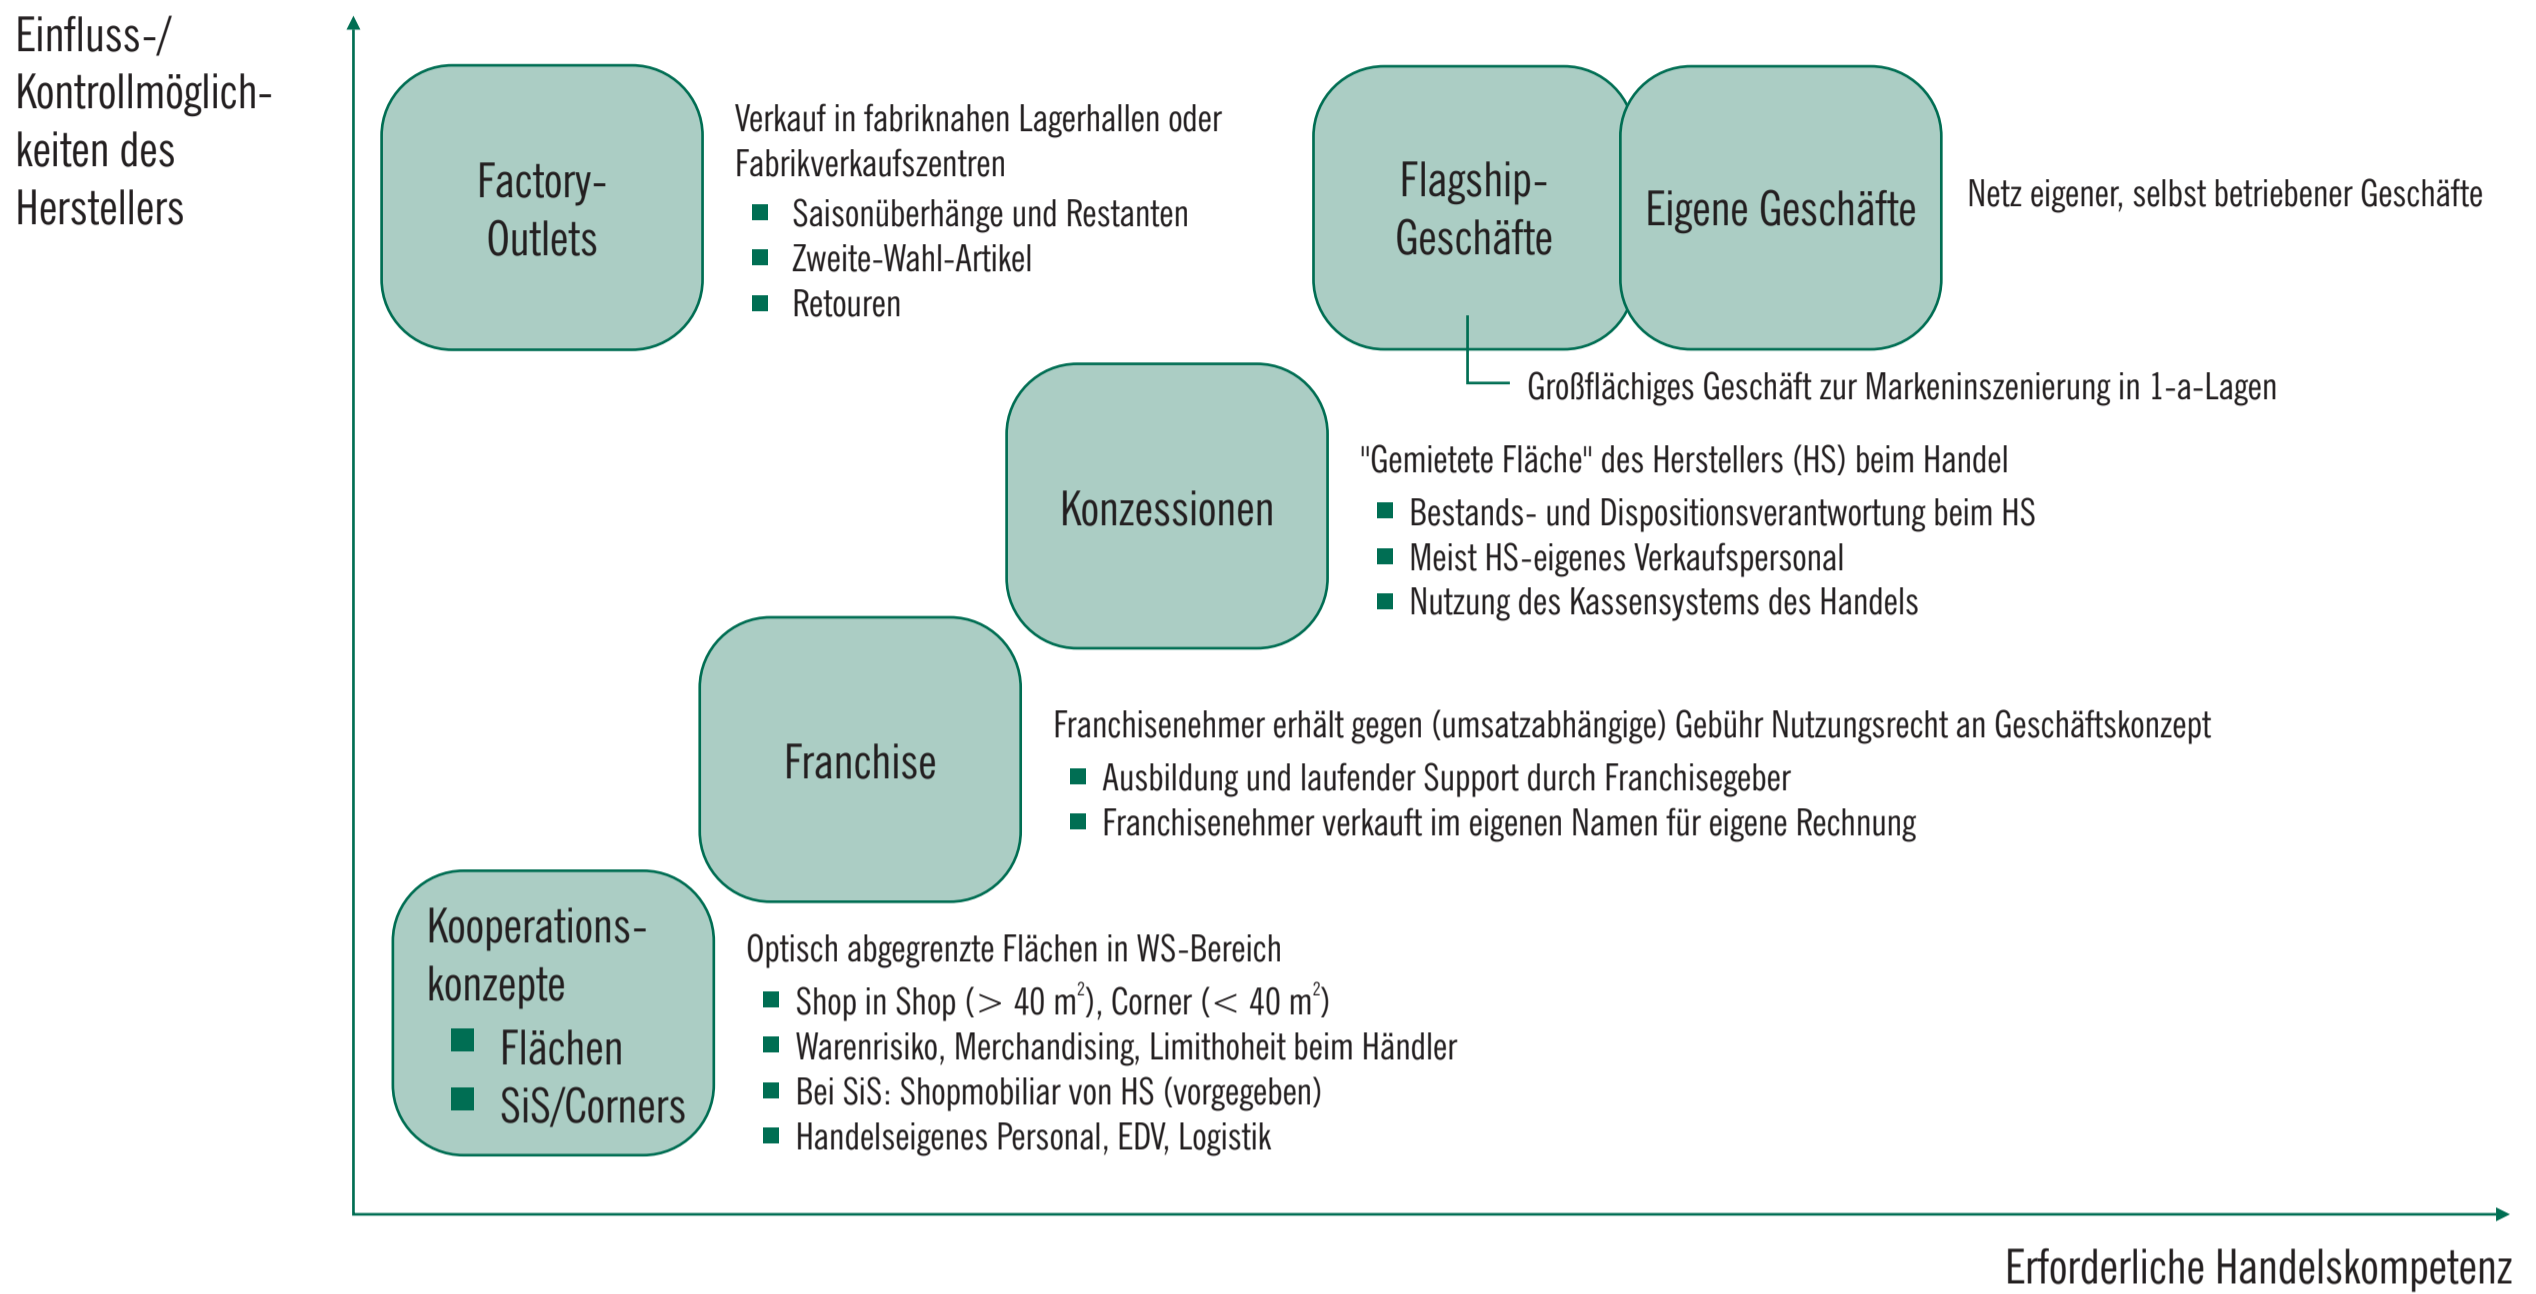 Einfluss-/
Kontrollmöglich-
keiten des
Herstellers
Factory-
Outlets
Verkauf in fabriknahen Lagerhallen oder
Fabrikverkaufszentren
Saisonüberhänge und Restanten
Zweite-Wahl-Artikel
Retouren
Flagship-
Geschäfte
Eigene Geschäfte
Netz eigener, selbst betriebener Geschäfte
Großflächiges Geschäft zur Markeninszenierung in 1-a-Lagen
Konzessionen
"Gemietete Fläche" des Herstellers (HS) beim Handel
Bestands- und Dispositionsverantwortung beim HS
Meist HS-eigenes Verkaufspersonal
Nutzung des Kassensystems des Handels
Franchise
Franchisenehmer erhält gegen (umsatzabhängige) Gebühr Nutzungsrecht an Geschäftskonzept
Ausbildung und laufender Support durch Franchisegeber
Franchisenehmer verkauft im eigenen Namen für eigene Rechnung
Kooperations-
konzepte
Flächen
SiS/Corners
Optisch abgegrenzte Flächen in WS-Bereich
Shop in Shop (> 40 m²), Corner (< 40 m²)
Warenrisiko, Merchandising, Limithoheit beim Händler
Bei SiS: Shopmobiliar von HS (vorgegeben)
Handelseigenes Personal, EDV, Logistik
Erforderliche Handelskompetenz